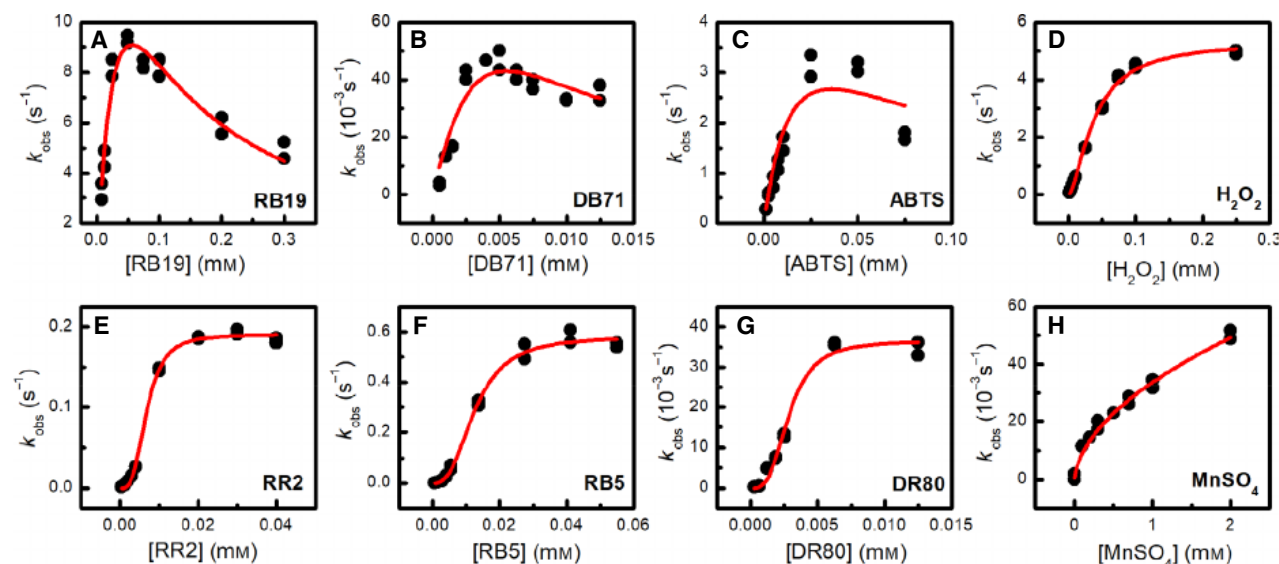 A
10
8
6
4
2
k_obs (s⁻¹)
RB19
0.0 0.1 0.2 0.3
[RB19] (mM)
B
60
40
20
0
k_obs (10⁻³ s⁻¹)
DB71
0.000 0.005 0.010 0.015
[DB71] (mM)
C
4
3
2
1
0
k_obs (s⁻¹)
ABTS
0.00 0.05 0.10
[ABTS] (mM)
D
6
4
2
0
k_obs (s⁻¹)
H₂O₂
0.0 0.1 0.2 0.3
[H₂O₂] (mM)
E
0.2
0.1
0.0
k_obs (s⁻¹)
RR2
0.00 0.02 0.04
[RR2] (mM)
F
0.6
0.4
0.2
0.0
k_obs (s⁻¹)
RB5
0.00 0.02 0.04 0.06
[RB5] (mM)
G
40
30
20
10
0
k_obs (10⁻³ s⁻¹)
DR80
0.000 0.005 0.010 0.015
[DR80] (mM)
H
60
40
20
0
k_obs (10⁻³ s⁻¹)
MnSO₄
0 1 2
[MnSO₄] (mM)